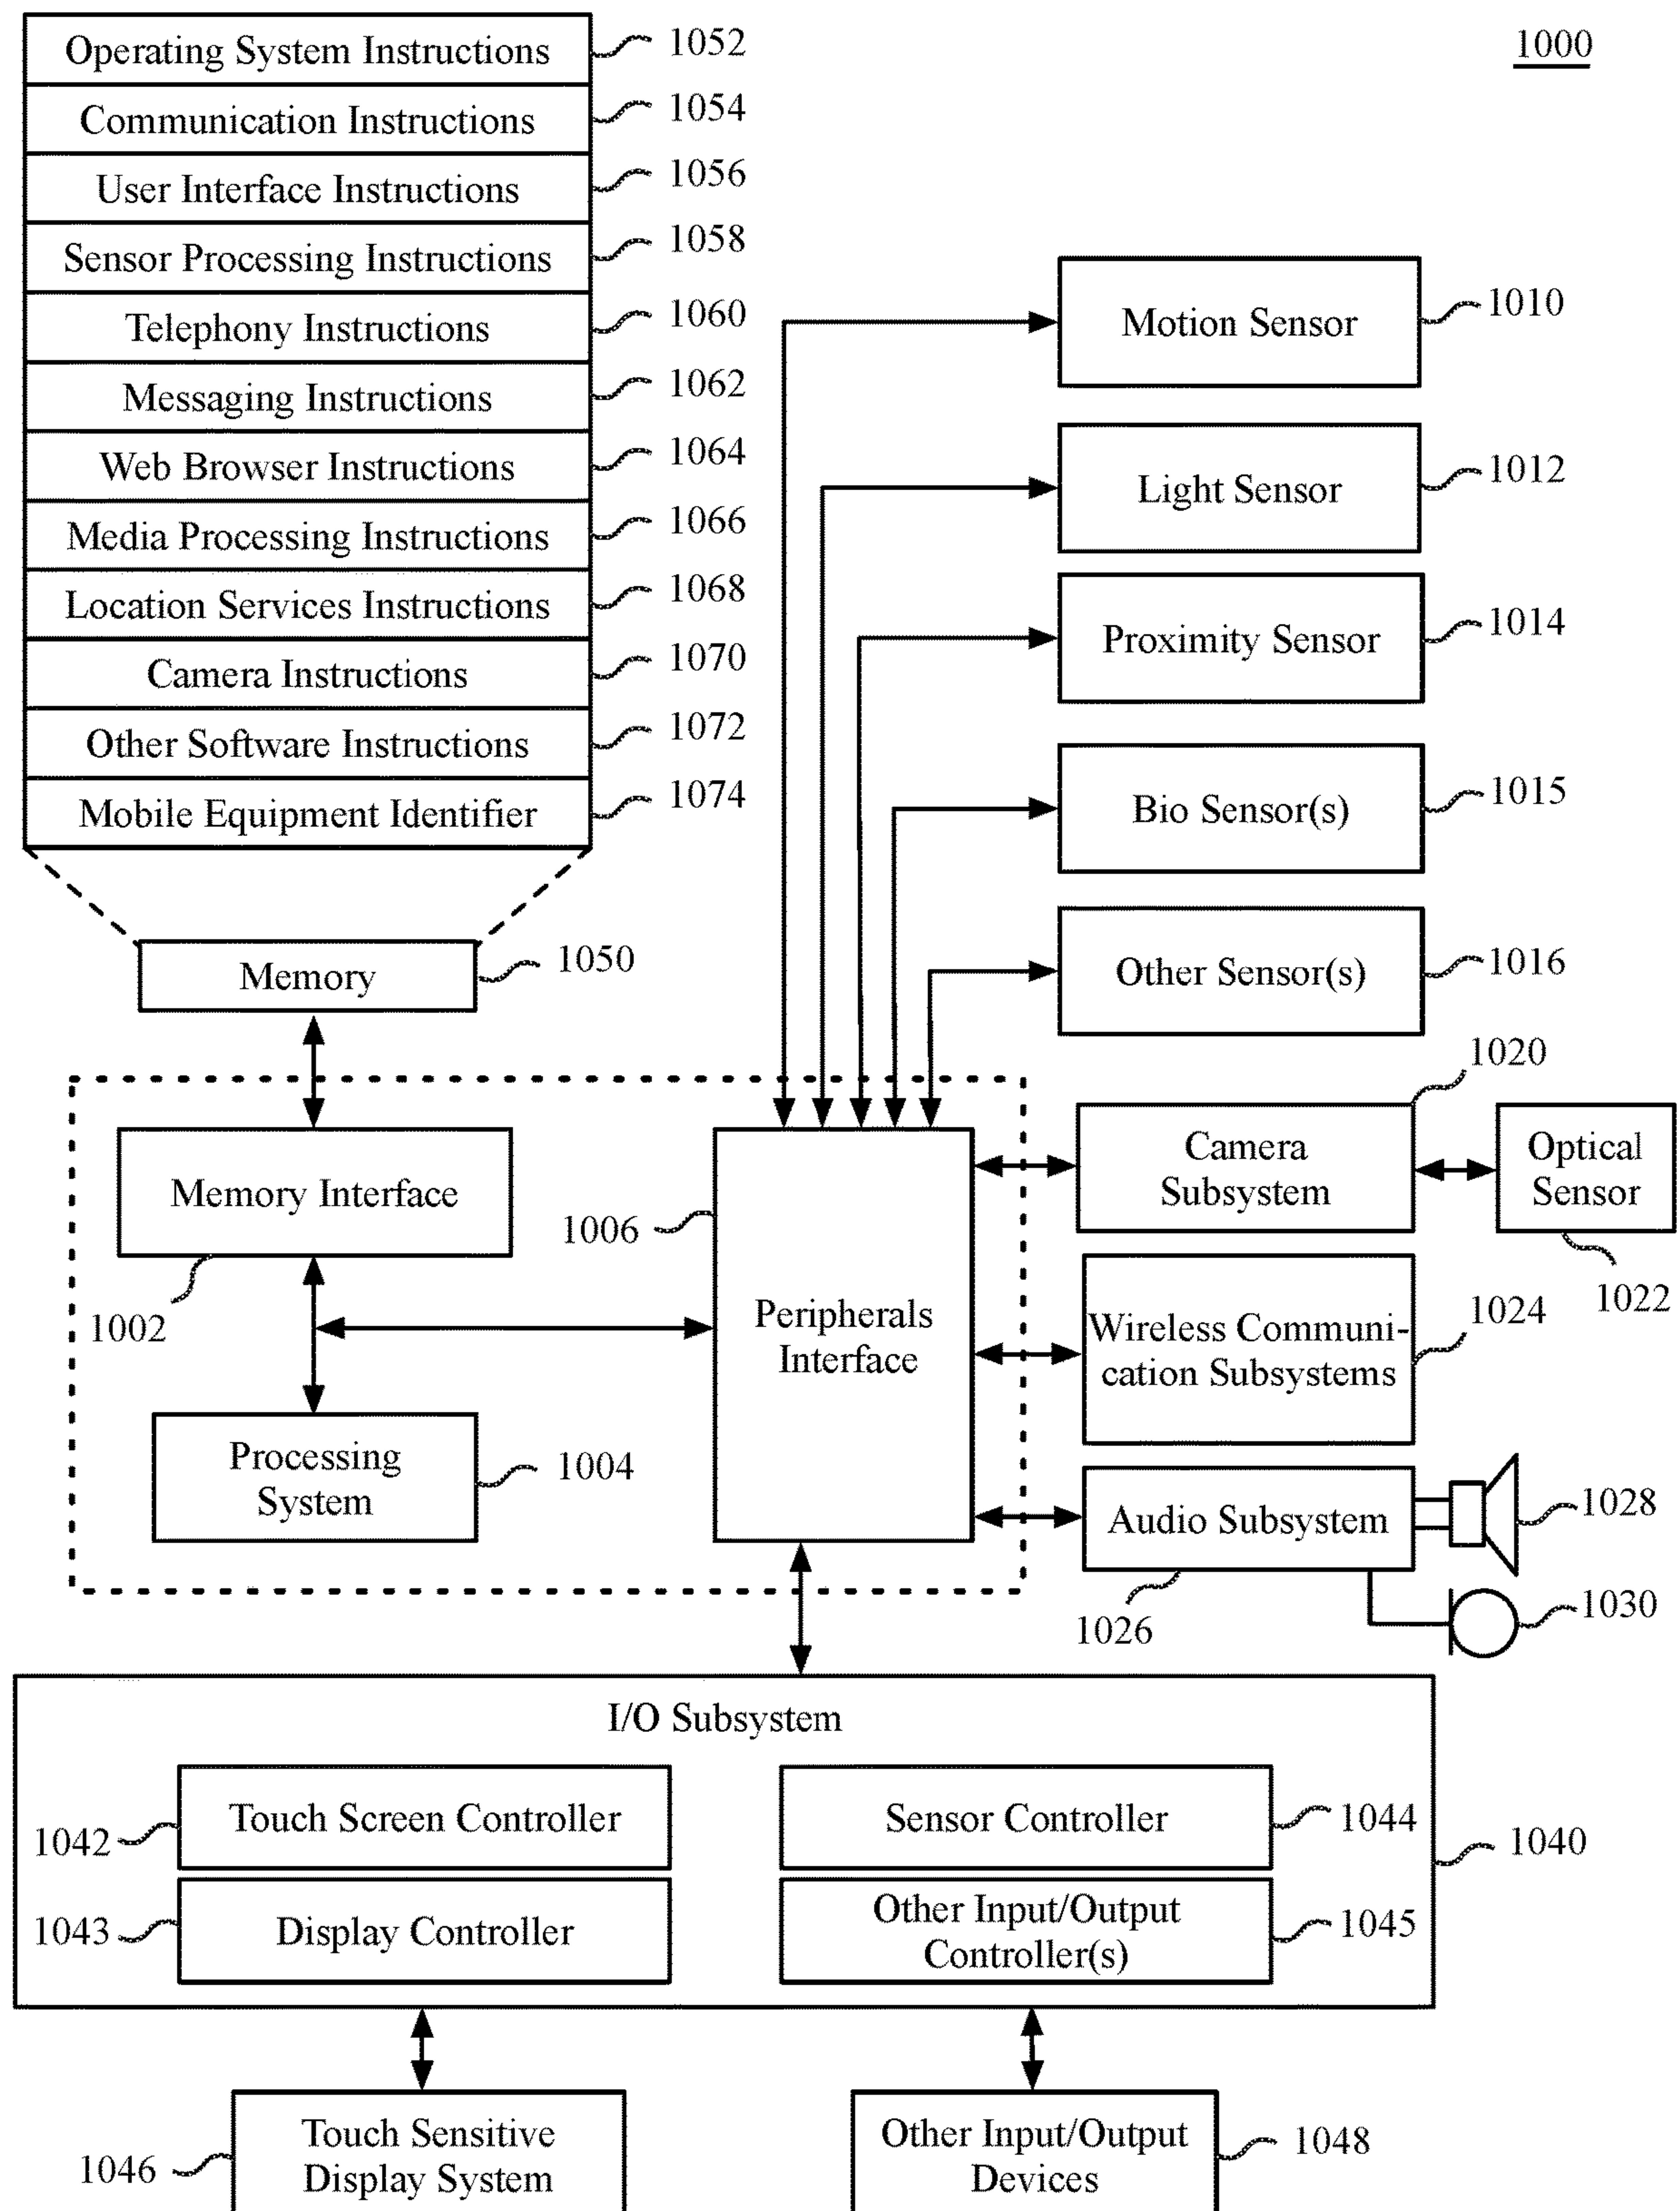 1000
Operating System Instructions
1052
Communication Instructions
1054
User Interface Instructions
1056
Sensor Processing Instructions
1058
Telephony Instructions
1060
Messaging Instructions
1062
Web Browser Instructions
1064
Media Processing Instructions
1066
Location Services Instructions
1068
Camera Instructions
1070
Other Software Instructions
1072
Mobile Equipment Identifier
1074
Memory
1050
Motion Sensor
1010
Light Sensor
1012
Proximity Sensor
1014
Bio Sensor(s)
1015
Other Sensor(s)
1016
Memory Interface
1002
Processing
System
1004
1006
Peripherals
Interface
1020
Camera
Subsystem
Optical
Sensor
1022
Wireless Communi-
cation Subsystems
1024
Audio Subsystem
1026
1028
1030
I/O Subsystem
1040
Touch Screen Controller
1042
Sensor Controller
1044
Display Controller
1043
Other Input/Output
Controller(s)
1045
Touch Sensitive
Display System
1046
Other Input/Output
Devices
1048